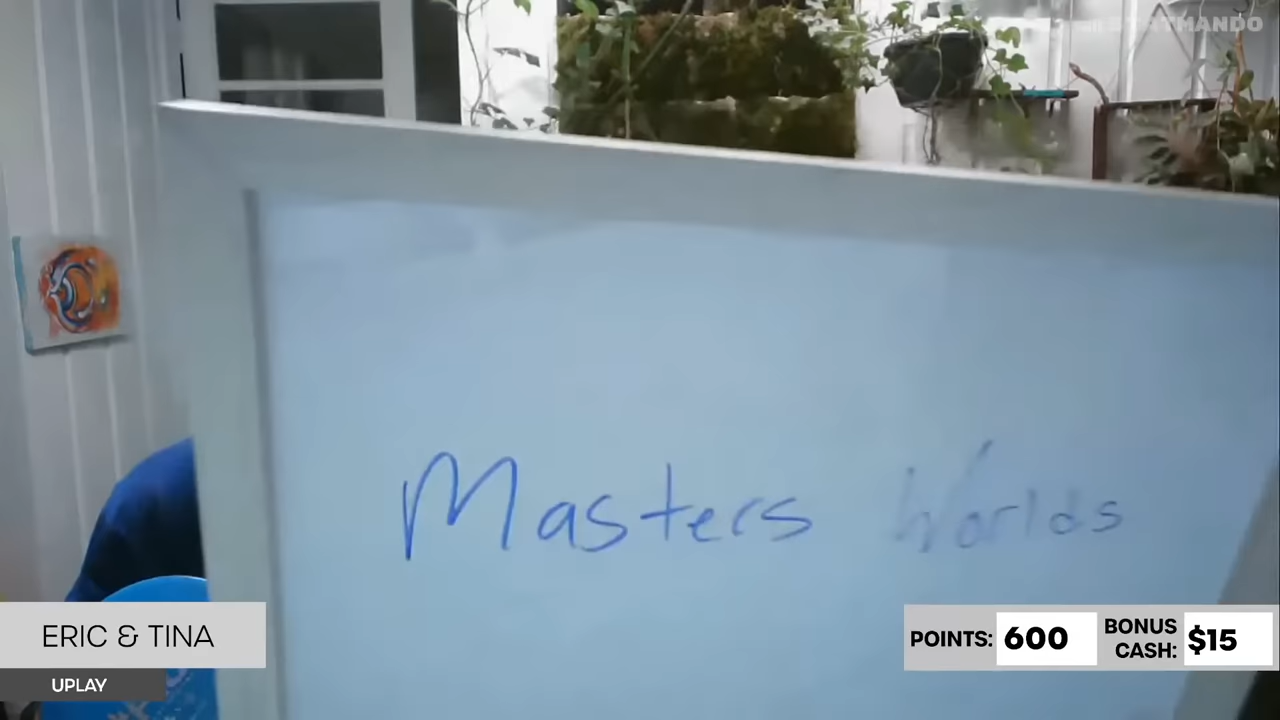 Masters Worlds
ERIC & TINA
UPLAY
POINTS: 600
BONUS CASH: $15